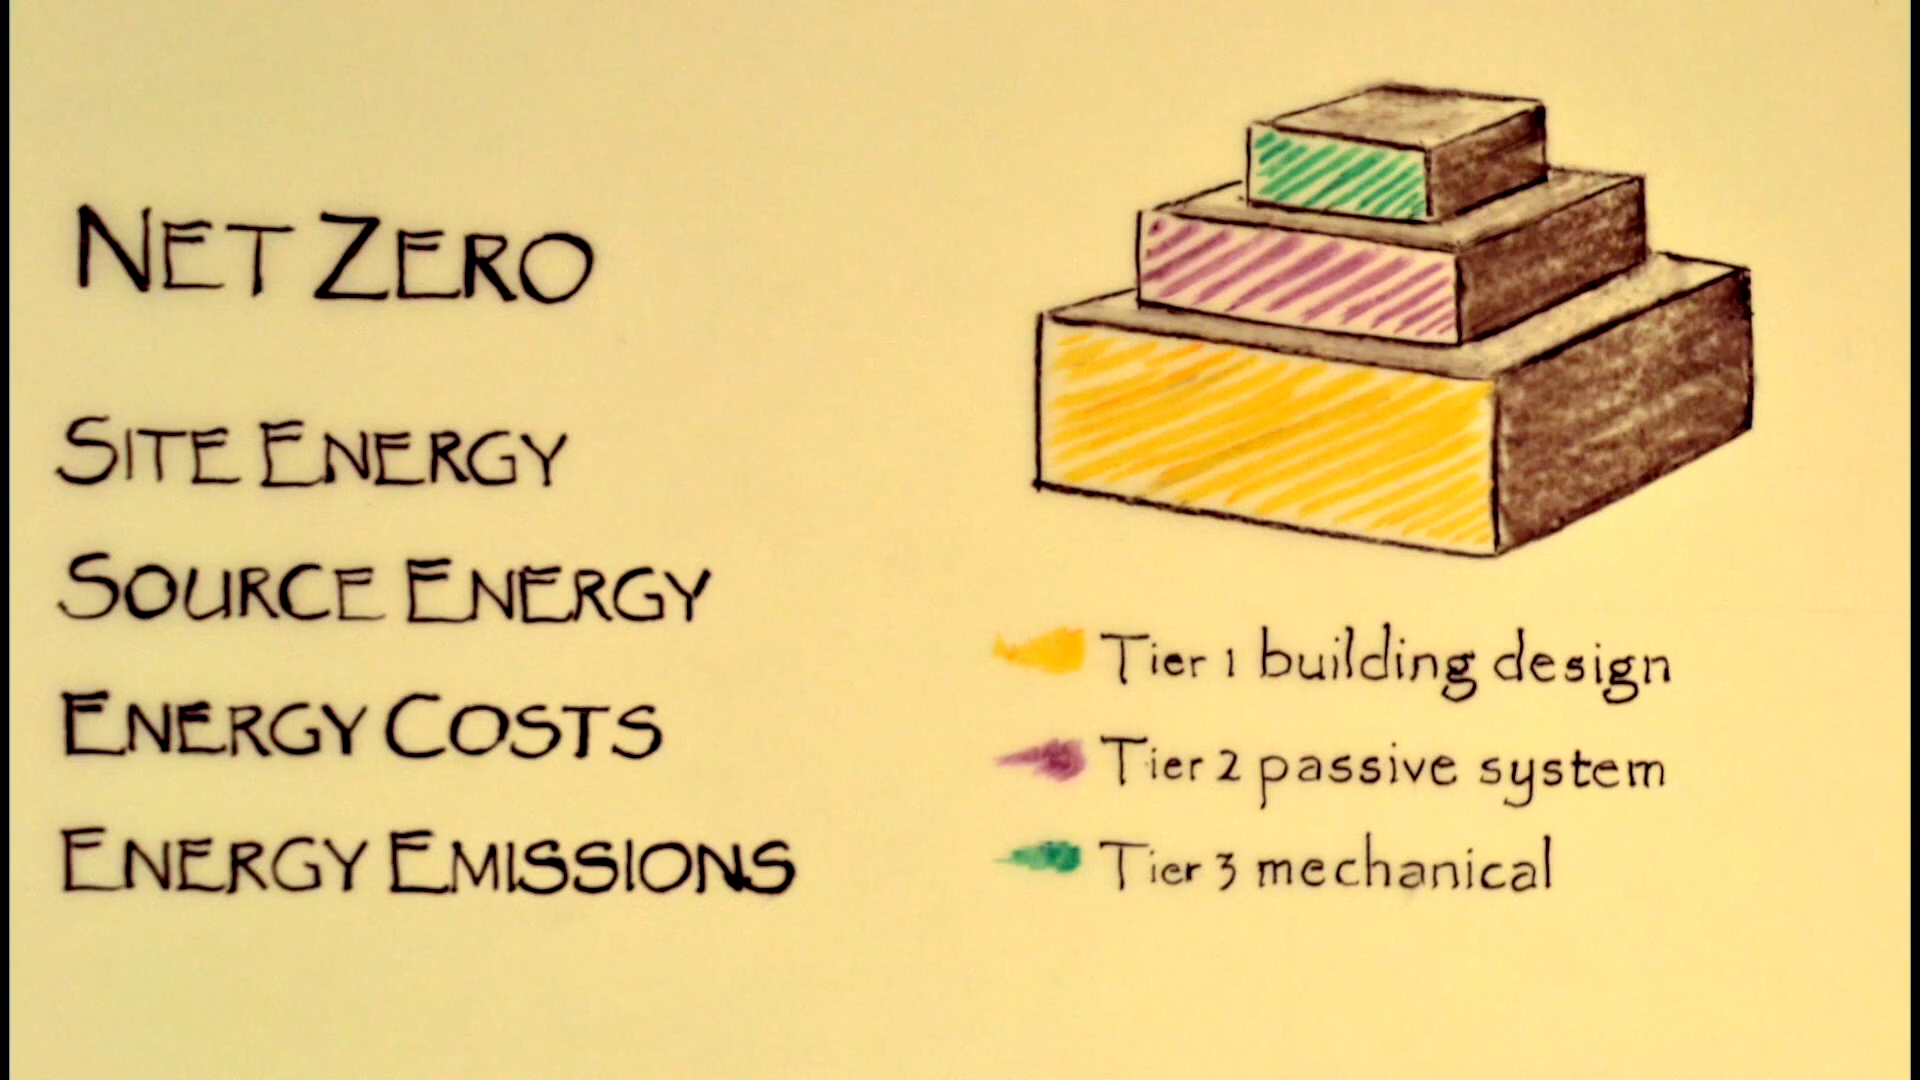 NET ZERO
SITE ENERGY
SOURCE ENERGY
ENERGY COSTS
ENERGY EMISSIONS
Tier 1 building design
Tier 2 passive system
Tier 3 mechanical